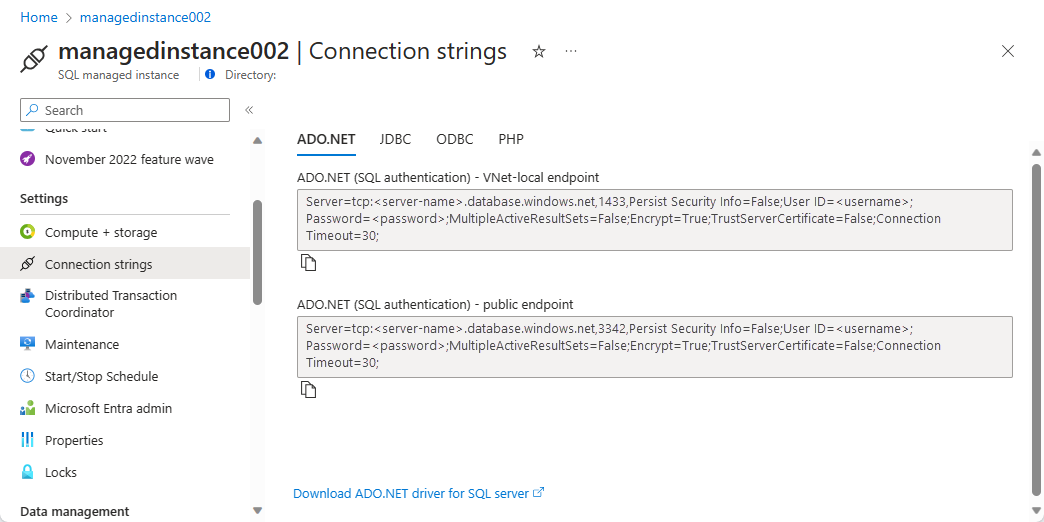 Home > managedinstance002
managedinstance002 | Connection strings
SQL managed instance
Directory:
Search
Quick start
November 2022 feature wave
Settings
Compute + storage
Connection strings
Distributed Transaction
Coordinator
Maintenance
Start/Stop Schedule
Microsoft Entra admin
Properties
Locks
Data management
ADO.NET JDBC ODBC PHP
ADO.NET (SQL authentication) - VNet-local endpoint
Server=tcp:<server-name>.database.windows.net,1433,Persist Security Info=False;User ID=<username>;
Password=<password>;MultipleActiveResultSets=False;Encrypt=True;TrustServerCertificate=False;Connection
Timeout=30;
ADO.NET (SQL authentication) - public endpoint
Server=tcp:<server-name>.database.windows.net,3342,Persist Security Info=False;User ID=<username>;
Password=<password>;MultipleActiveResultSets=False;Encrypt=True;TrustServerCertificate=False;Connection
Timeout=30;
Download ADO.NET driver for SQL server